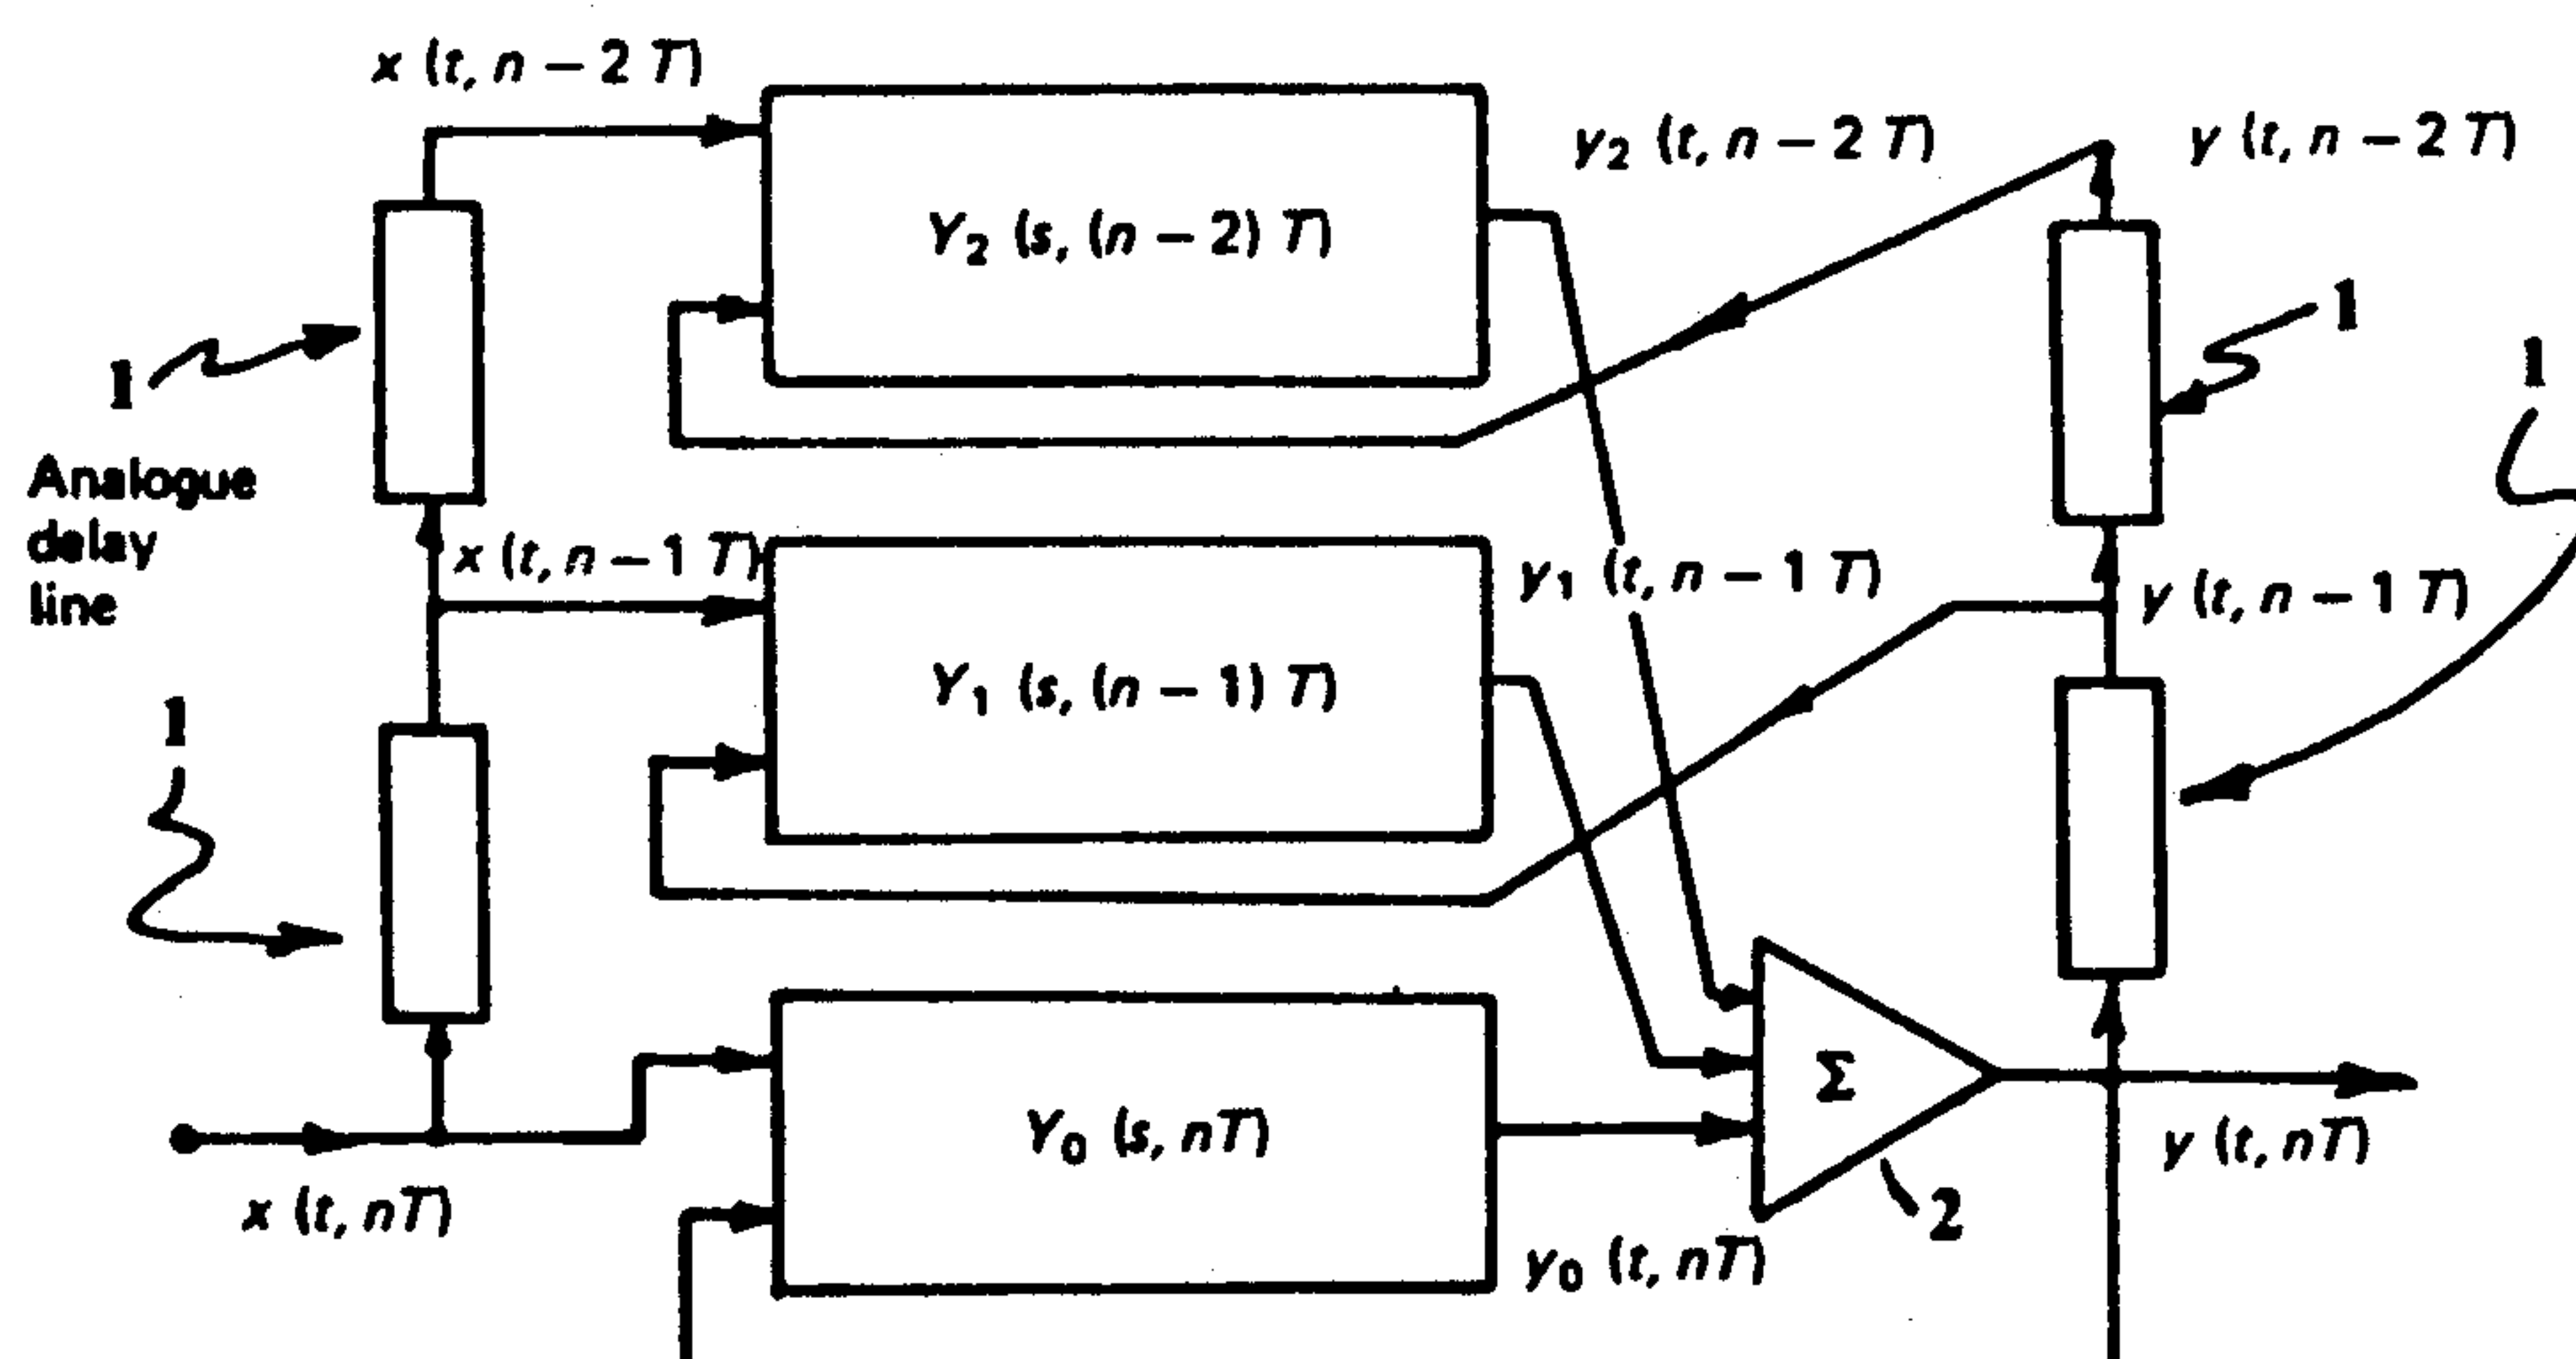 x (t, n – 2 T)
y₂ (t, n – 2 T)
y (t, n – 2 T)
Y₂ (s, (n – 2) T)
1
1
1
Analogue
delay
line
x (t, n – 1 T)
y₁ (t, n – 1 T)
y (t, n – 1 T)
Y₁ (s, (n – 1) T)
1
Σ
Y₀ (s, nT)
y (t, nT)
x (t, nT)
2
y₀ (t, nT)